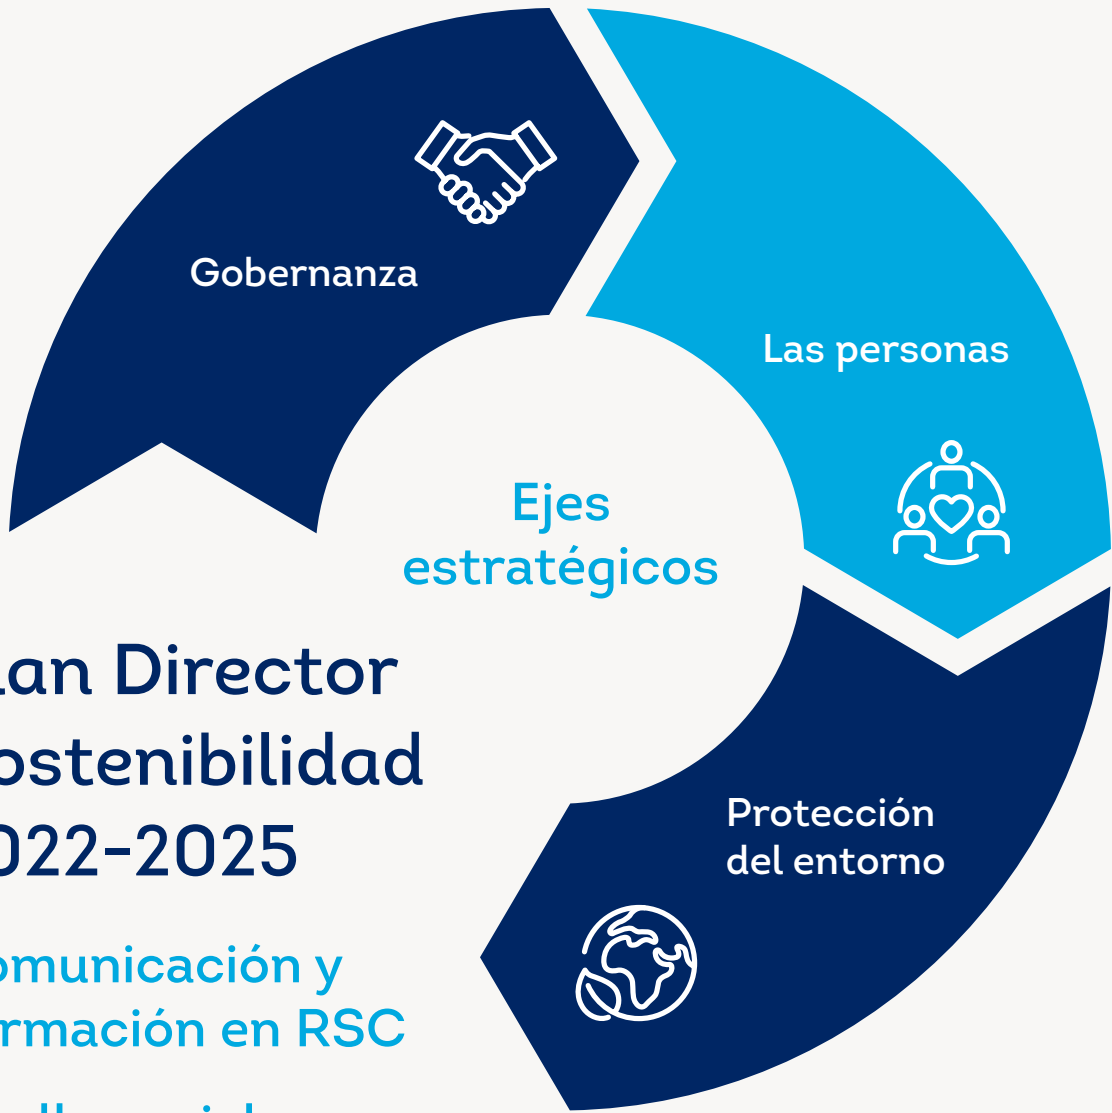 Gobernanza
Las personas
Ejes
estratégicos
lan Director
ostenibilidad
022-2025
Protección
del entorno
omunicación y
rmación en RSC